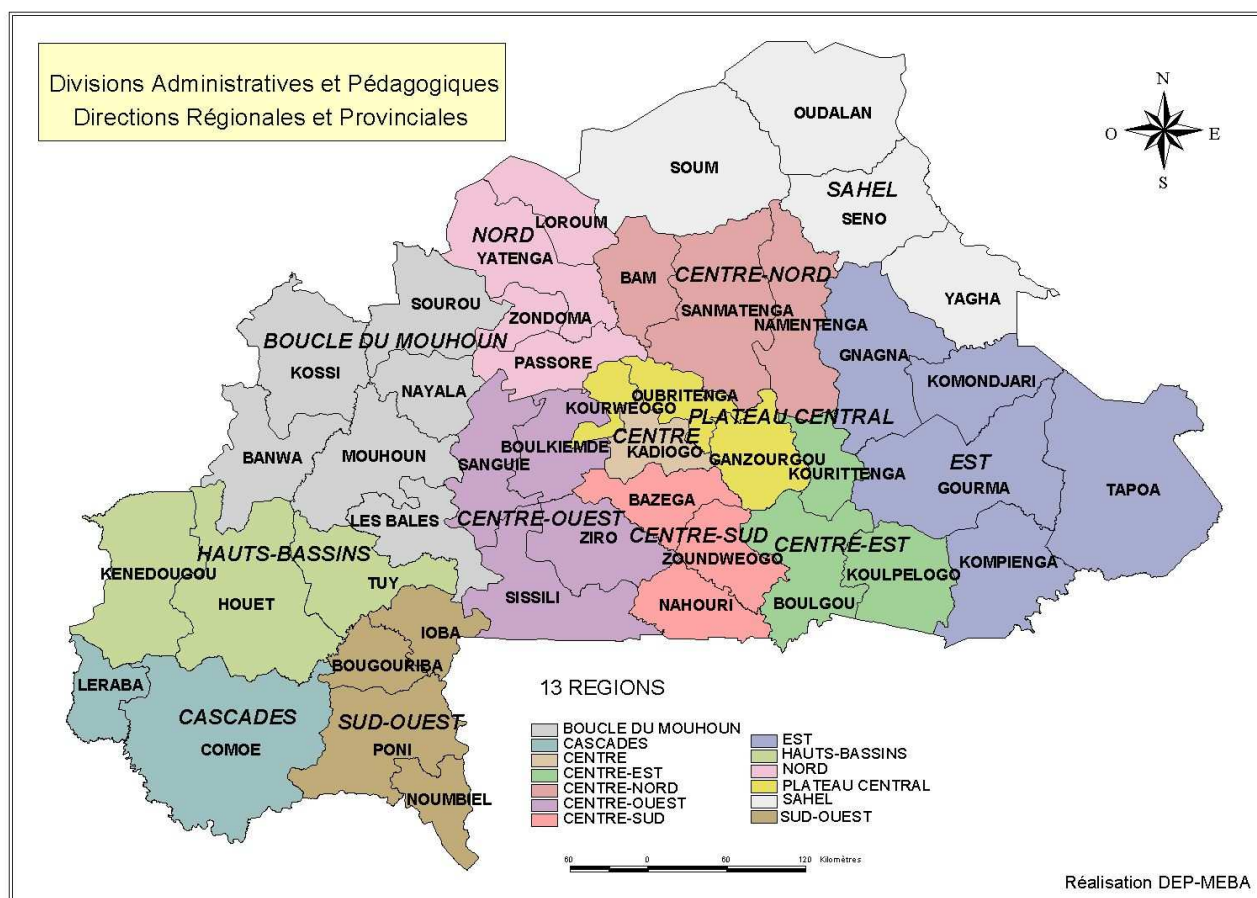 Divisions Administratives et Pédagogiques
Directions Régionales et Provinciales
N
O
E
S
OUDALAN
SOUM
SAHEL
SENO
YAGHA
LOROUM
NORD
YATENGA
ZONDOMA
PASSORE
BAM
CENTRE-NORD
SANMATENGA
NAMENTENGA
SOUROU
BOUCLE DU MOUHOUN
KOSSI
NAYALA
BANWA
MOUHOUN
LES BALES
GNAGNA
KOMONDJARI
EST
GOURMA
TAPOA
KOMPIENGA
OUBRITENGA
KOURWEOGO
PLATEAU CENTRAL
GANZOURGOU
CENTRE
KADIOGO
BOULKIEMDE
SANGUIE
CENTRE-OUEST
ZIRO
SISSILI
BAZEGA
CENTRE-SUD
ZOUNDWEOGO
NAHOURI
KOURITTENGA
CENTRE-EST
KOULPELOGO
BOULGOU
HAUTS-BASSINS
KENEDOUGOU
HOUET
TUY
LERABA
CASCADES
COMOE
IOBA
BOUGOURIBA
SUD-OUEST
PONI
NOUMBIEL
13 REGIONS
BOUCLE DU MOUHOUN
CASCADES
CENTRE
CENTRE-EST
CENTRE-NORD
CENTRE-OUEST
CENTRE-SUD
EST
HAUTS-BASSINS
NORD
PLATEAU CENTRAL
SAHEL
SUD-OUEST
60 0 60 120 Kilomètres
Réalisation DEP-MEBA